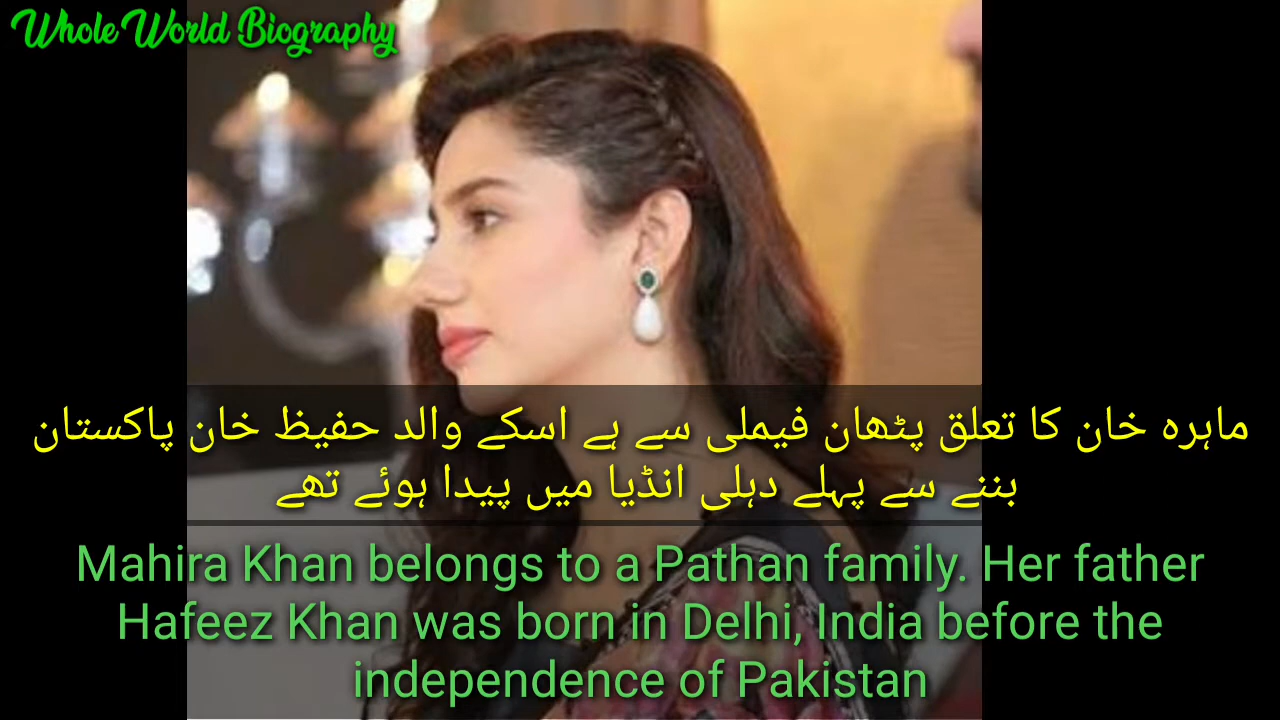 Whole World Biography
ماہرہ خان کا تعلق پٹھان فیملی سے ہے اسکے والد حفیظ خان پاکستان
بننے سے پہلے دہلی انڈیا میں پیدا ہوئے تھے
Mahira Khan belongs to a Pathan family. Her father
Hafeez Khan was born in Delhi, India before the
independence of Pakistan